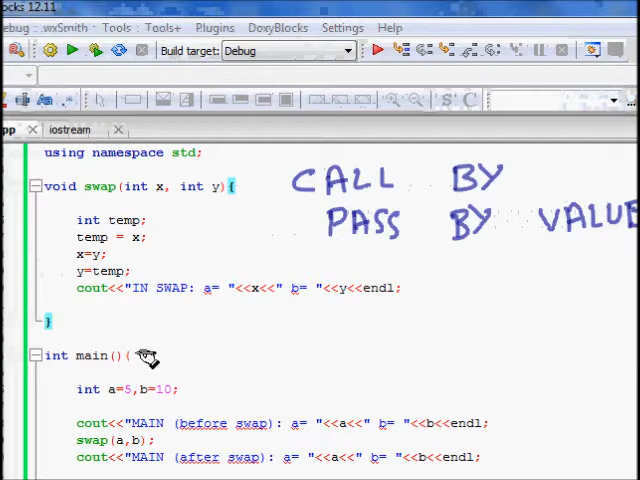 ocks 12.11
ebug .wxSmith Tools Tools+ Plugins DoxyBlocks Settings Help
Build target: Debug
S C
pp iostream
using namespace std;
void swap(int x, int y){
CALL BY
PASS BY VALUE
int temp;
temp = x;
x=y;
y=temp;
cout<<"IN SWAP: a= "<<x<<" b= "<<y<<endl;
}
int main(){
int a=5,b=10;
cout<<"MAIN (before swap): a= "<<a<<" b= "<<b<<endl;
swap(a,b);
cout<<"MAIN (after swap): a= "<<a<<" b= "<<b<<endl;